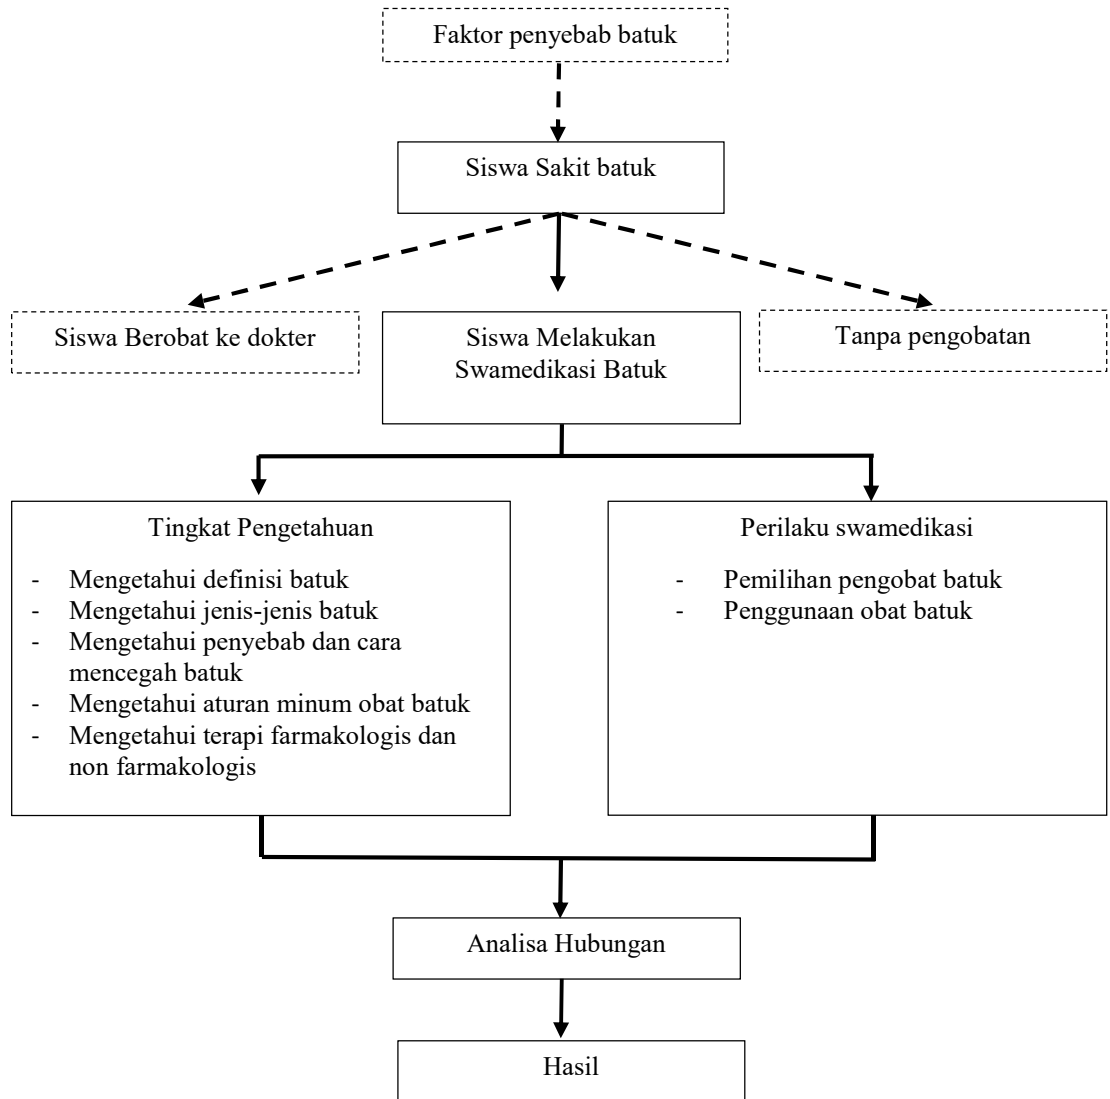 Faktor penyebab batuk
Siswa Sakit batuk
Siswa Berobat ke dokter
Siswa Melakukan
Swamedikasi Batuk
Tanpa pengobatan
Tingkat Pengetahuan
- Mengetahui definisi batuk
- Mengetahui jenis-jenis batuk
- Mengetahui penyebab dan cara
mencegah batuk
- Mengetahui aturan minum obat batuk
- Mengetahui terapi farmakologis dan
non farmakologis
Perilaku swamedikasi
- Pemilihan pengobat batuk
- Penggunaan obat batuk
Analisa Hubungan
Hasil